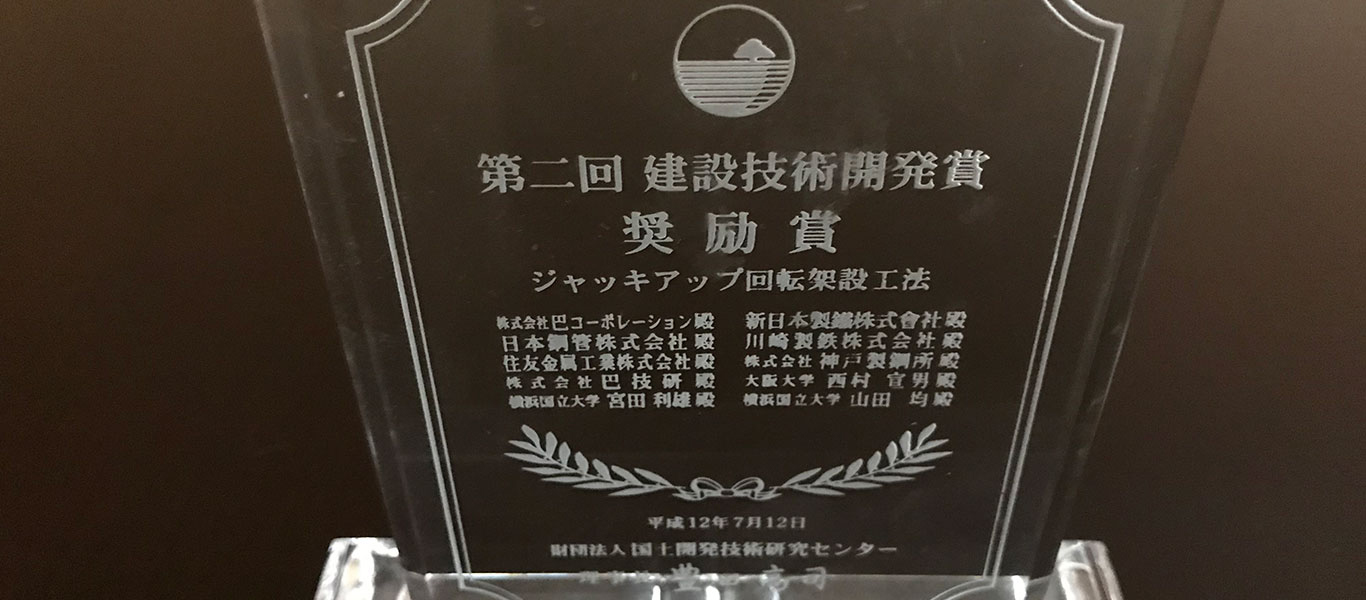 第二回 建設技術開発賞
奨励賞
ジャッキアップ回転架設工法
株式会社巴コーポレーション殿 新日本製鐵株式會社殿
日本鋼管株式会社殿 川崎製鉄株式会社殿
住友金属工業株式会社殿 株式会社神戸製鋼所殿
株式会社巴技研殿 大阪大学 西村 宣男殿
横浜国立大学 宮田 利雄殿 横浜国立大学 山田 均殿
平成12年7月12日
財団法人国土開発技術研究センター